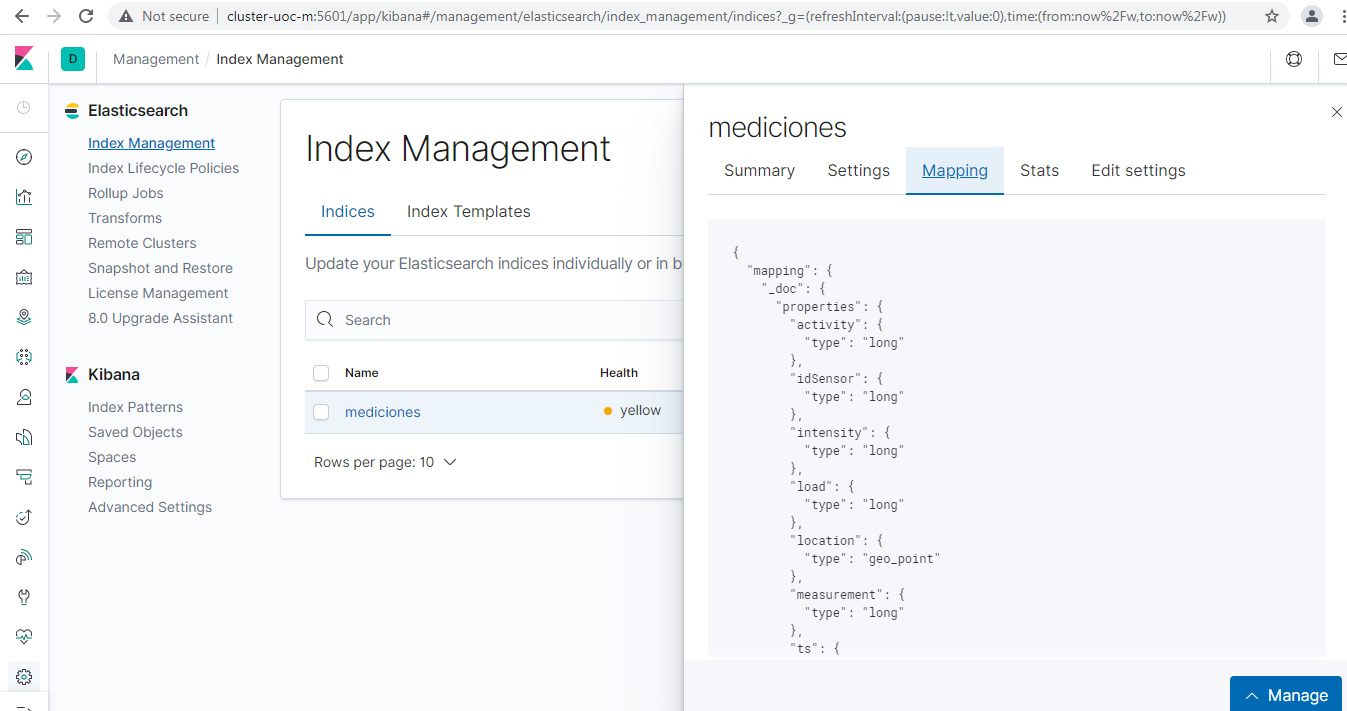 Not secure
cluster-uoc-m:5601/app/kibana#/management/elasticsearch/index_management/indices?_g=(refreshInterval:(pause:!t,value:0),time:(from:now%2Fw,to:now%2Fw))
D
Management / Index Management
Elasticsearch
Index Management
Index Lifecycle Policies
Rollup Jobs
Transforms
Remote Clusters
Snapshot and Restore
License Management
8.0 Upgrade Assistant
Kibana
Index Patterns
Saved Objects
Spaces
Reporting
Advanced Settings
Index Management
Indices
Index Templates
Update your Elasticsearch indices individually or in b
Search
Name
Health
mediciones
yellow
Rows per page: 10
mediciones
Summary
Settings
Mapping
Stats
Edit settings
{
"mapping": {
"_doc": {
"properties": {
"activity": {
"type": "long"
},
"idSensor": {
"type": "long"
},
"intensity": {
"type": "long"
},
"load": {
"type": "long"
},
"location": {
"type": "geo_point"
},
"measurement": {
"type": "long"
},
"ts": {
Manage